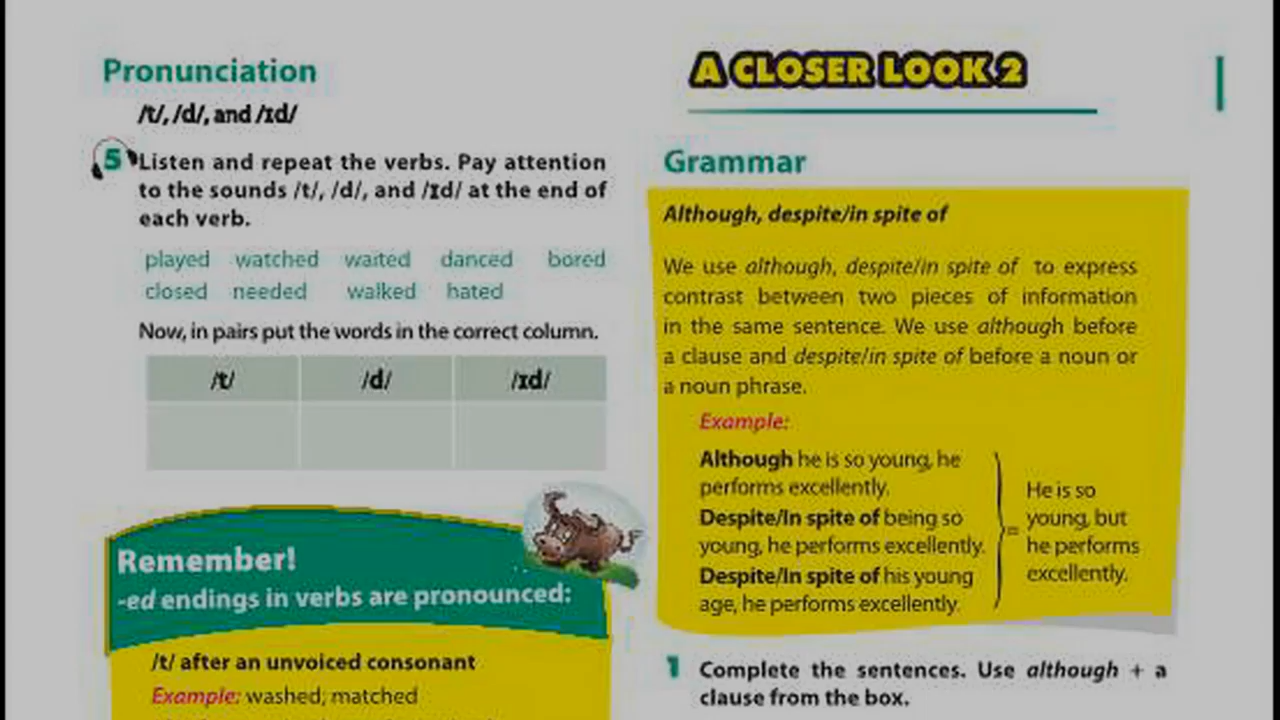 Pronunciation
/t/, /d/, and /ɪd/
5 Listen and repeat the verbs. Pay attention
to the sounds /t/, /d/, and /ɪd/ at the end of
each verb.
played watched waited danced bored
closed needed walked hated
Now, in pairs put the words in the correct column.
/t/ /d/ /ɪd/
Remember!
-ed endings in verbs are pronounced:
/t/ after an unvoiced consonant
Example: washed; matched
A CLOSER LOOK 2
Grammar
Although, despite/in spite of
We use although, despite/in spite of to express
contrast between two pieces of information
in the same sentence. We use although before
a clause and despite/in spite of before a noun or
a noun phrase.
Example:
Although he is so young, he
performs excellently.
Despite/In spite of being so
young, he performs excellently.
Despite/In spite of his young
age, he performs excellently.
=
He is so
young, but
he performs
excellently.
1 Complete the sentences. Use although + a
clause from the box.